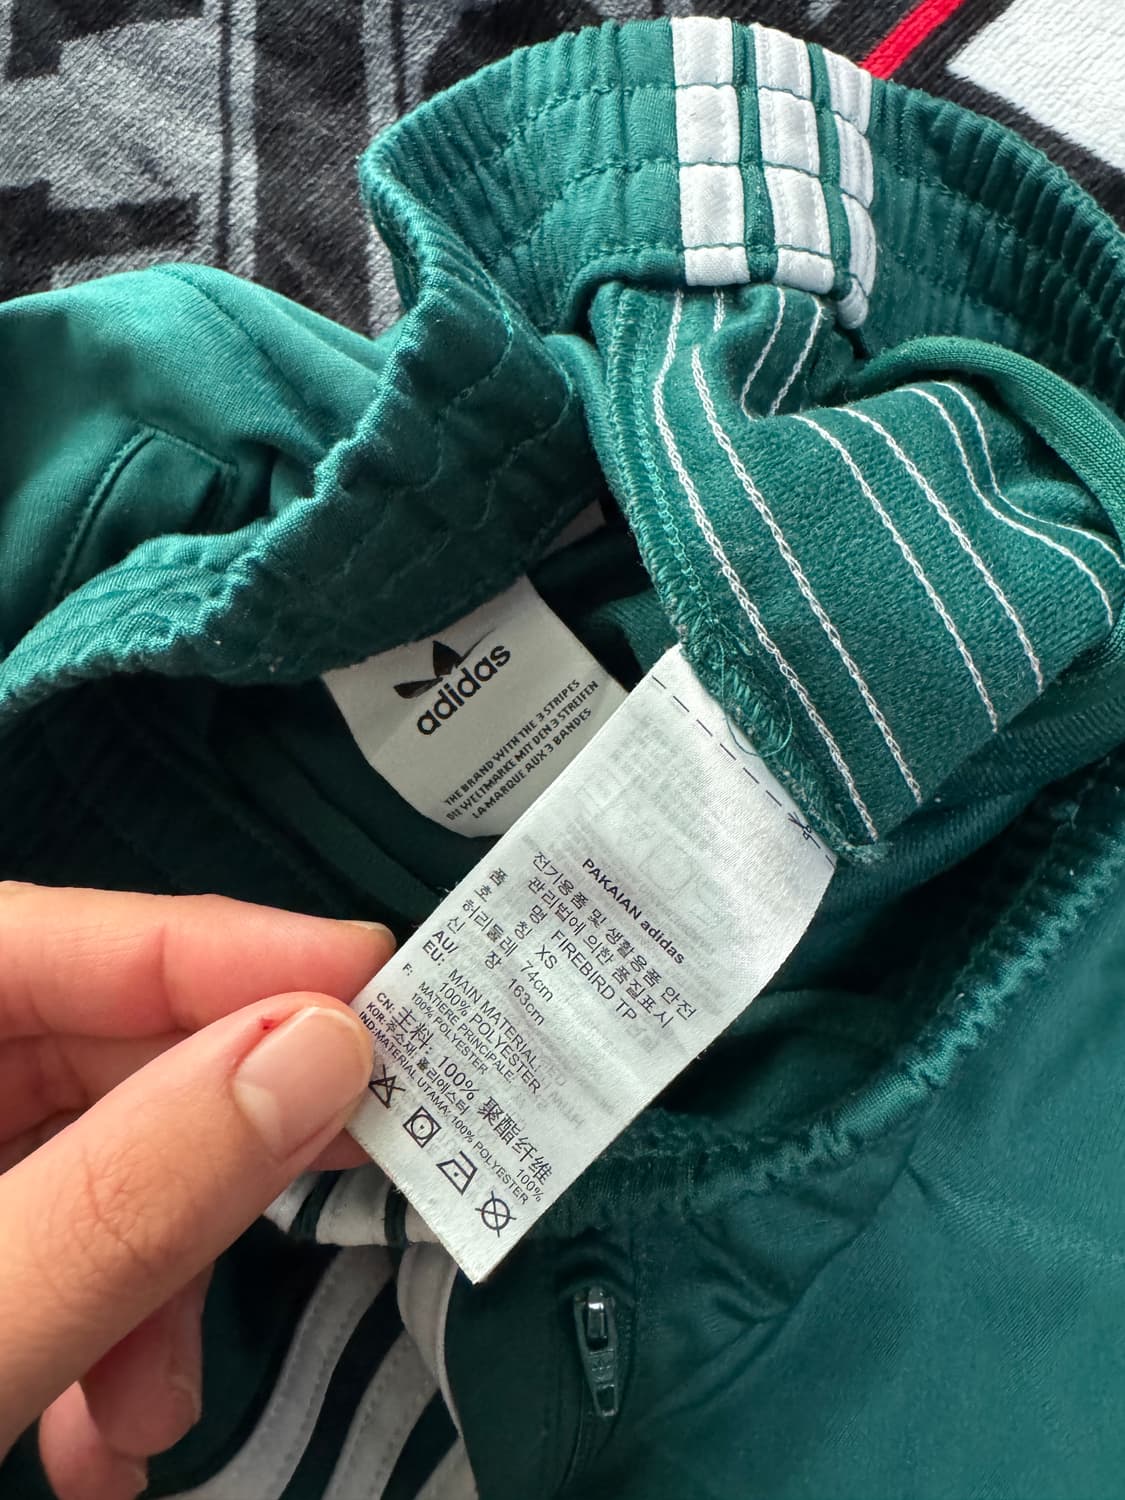 adidas
THE BRAND WITH THE 3 STRIPES
DIE WELTMARKE MIT DEN 3 STREIFEN
LA MARQUE AUX 3 BANDES
PAKAIAN adidas
전기용품 및 생활용품 안전
관리법에 의한 품질표시
품 명 FIREBIRD TP
호 칭 XS
허리둘레 74cm
신 장 163cm
AU/
EU: MAIN MATERIAL:
100% POLYESTER
F: MATIERE PRINCIPALE:
100% POLYESTER
CN: 主料: 100% 聚酯纤维
KOR: 주소재: 폴리에스터 100%
IND: MATERIAL UTAMA: 100% POLYESTER